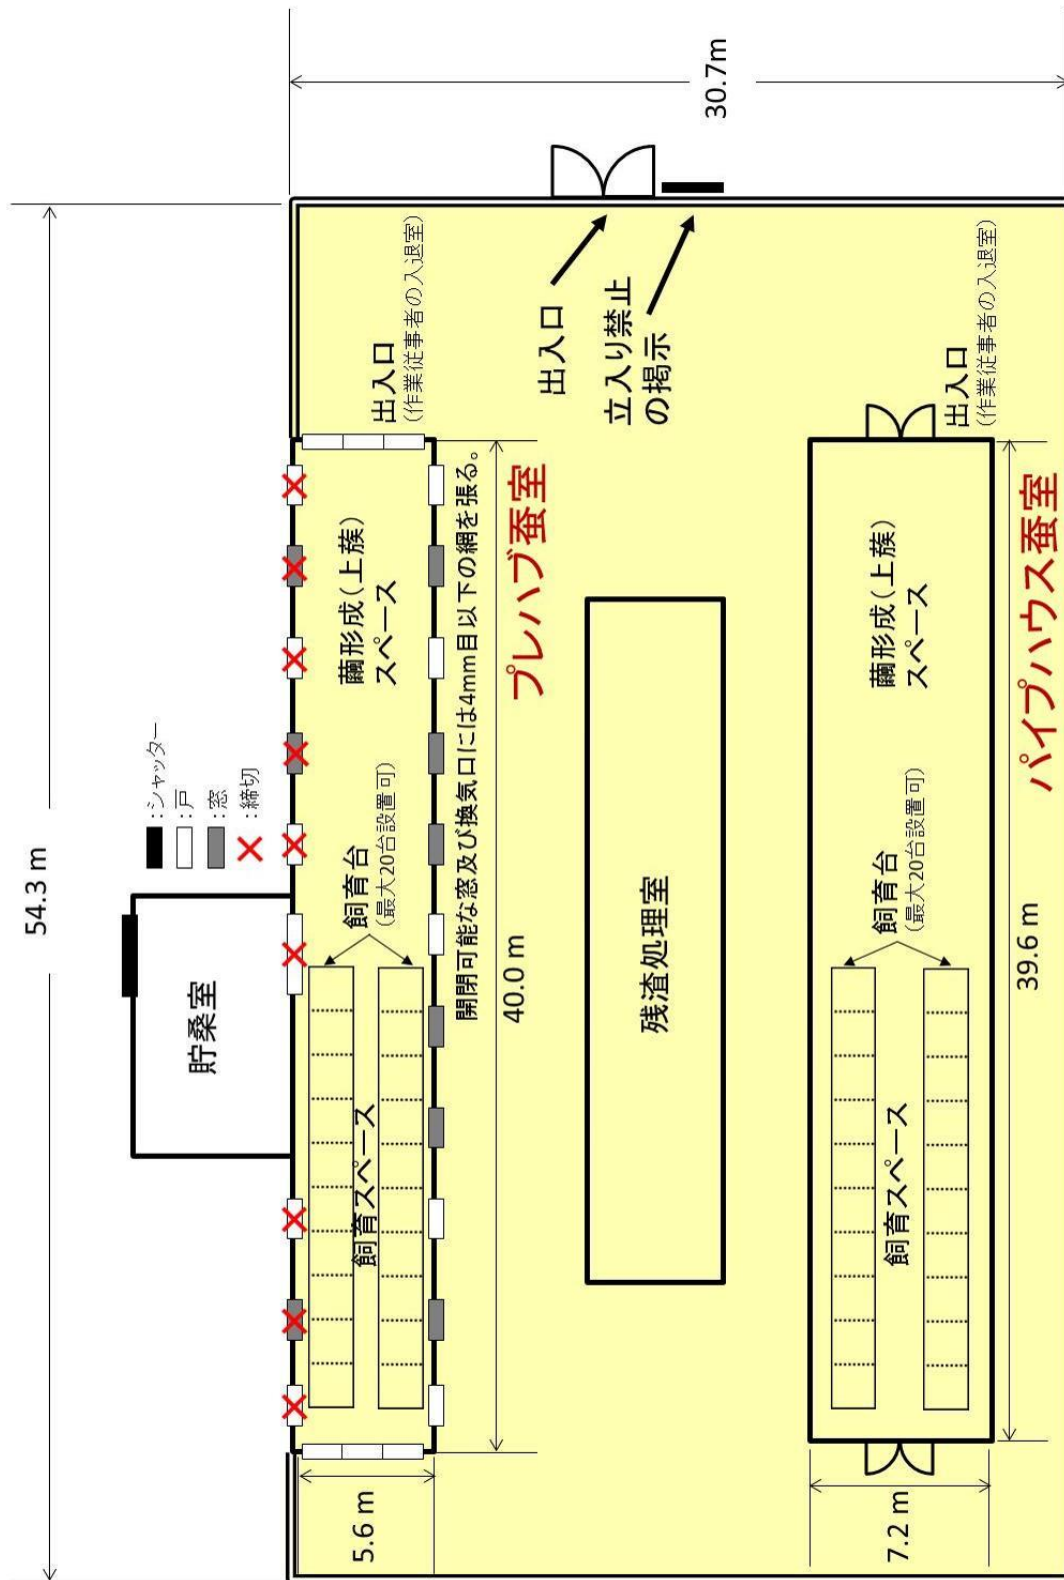 54.3 m
30.7m
■:シャッター
□:戸
■:窓
×:締切
貯桑室
5.6 m
飼育スペース
飼育台
(最大20台設置可)
繭形成(上蔟)
スペース
出入口
(作業従事者の入退室)
開閉可能な窓及び換気口には4mm目以下の網を張る。
40.0 m
プレハブ蚕室
出入口
立入り禁止
の掲示
残渣処理室
7.2 m
飼育スペース
飼育台
(最大20台設置可)
繭形成(上蔟)
スペース
出入口
(作業従事者の入退室)
39.6 m
パイプハウス蚕室